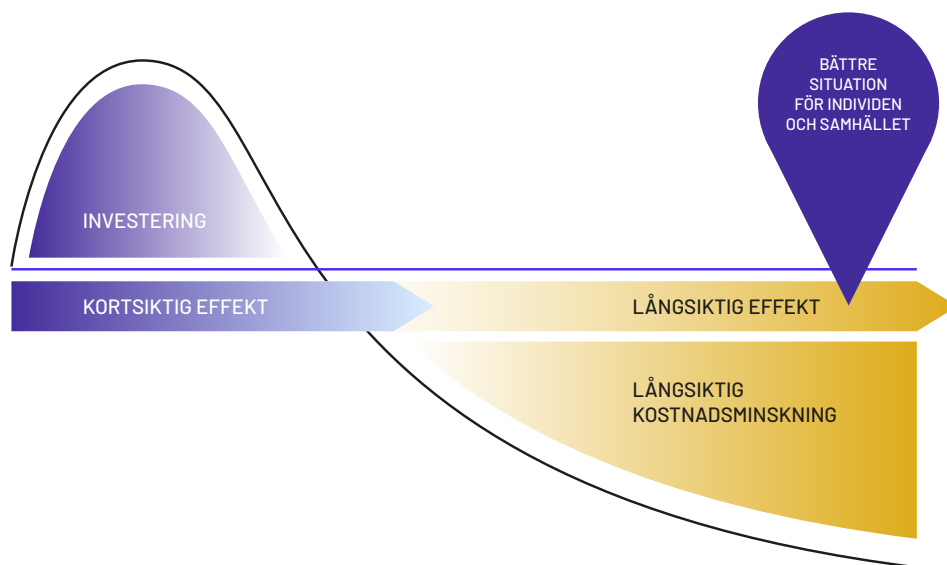 BÄTTRE
SITUATION
FÖR INDIVIDEN
OCH SAMHÄLLET
INVESTERING
KORTSIKTIG EFFEKT
LÅNGSIKTIG EFFEKT
LÅNGSIKTIG
KOSTNADSMINSKNING